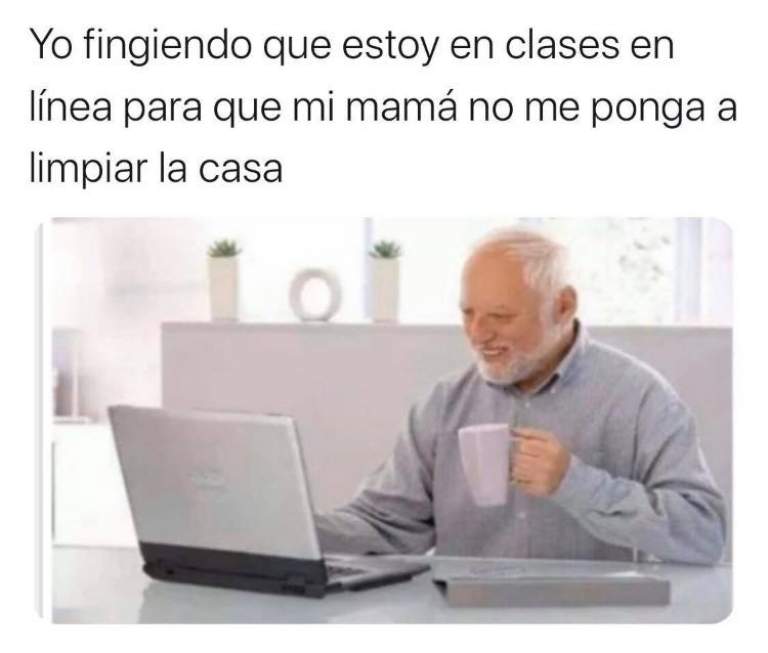 Yo fingiendo que estoy en clases en
línea para que mi mamá no me ponga a
limpiar la casa